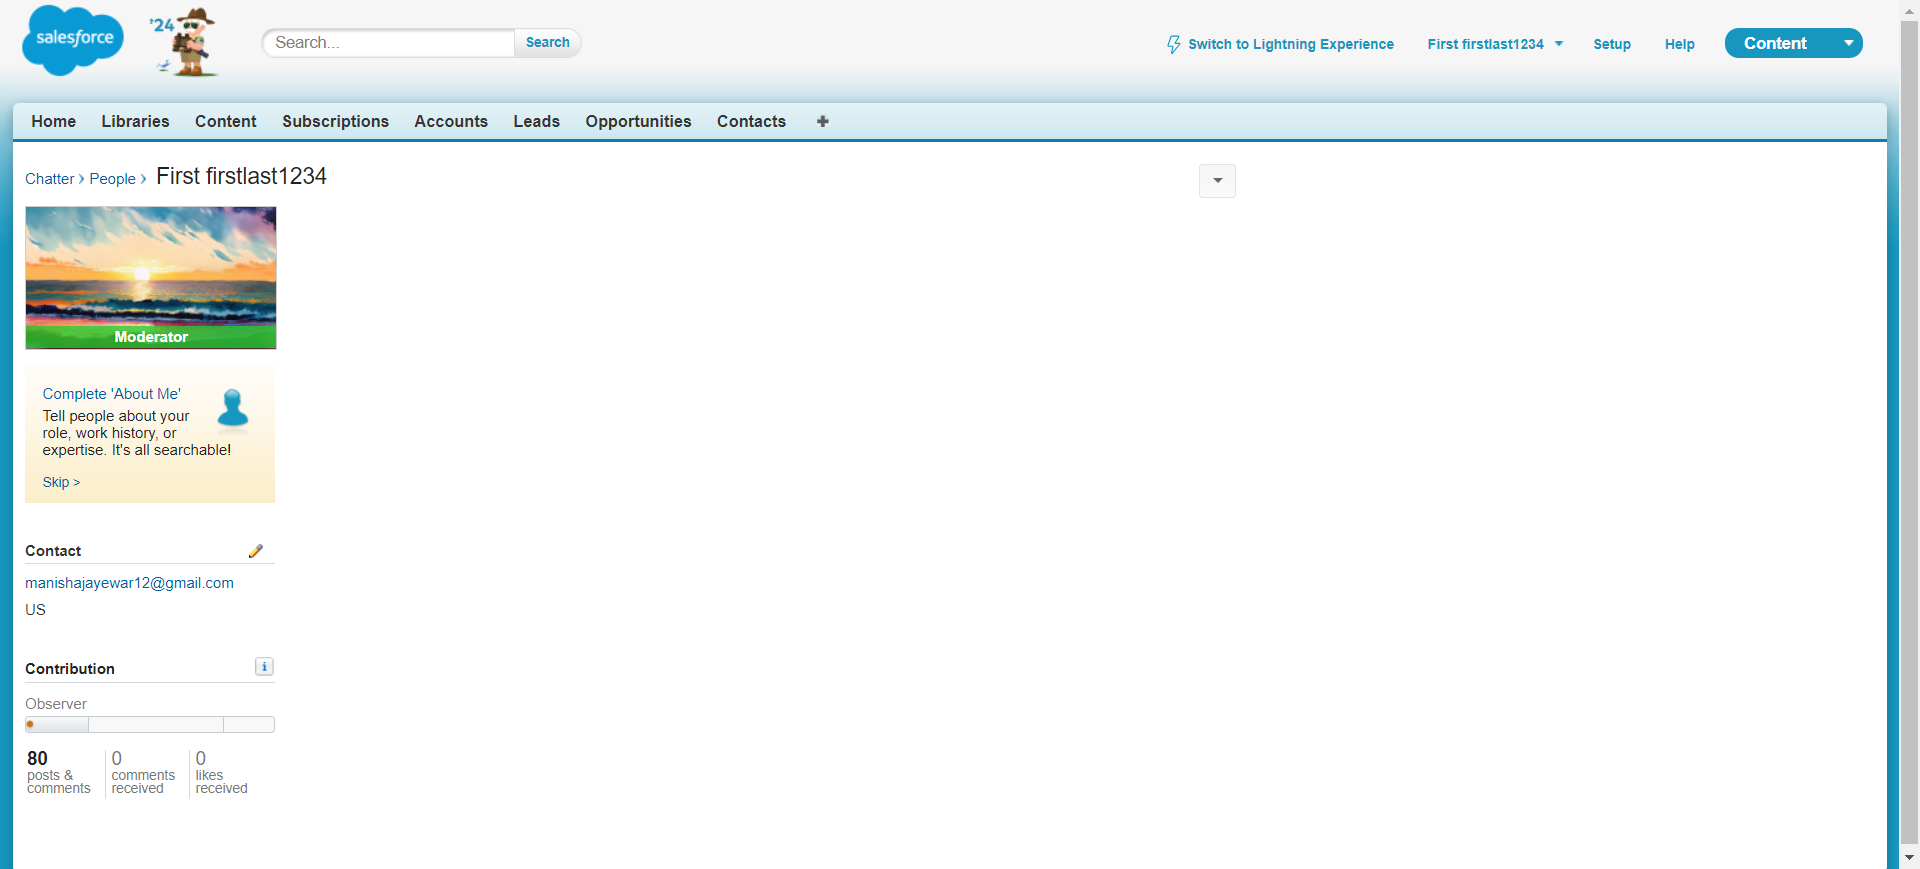 salesforce
'24
Search...
Search
Switch to Lightning Experience
First firstlast1234
Setup
Help
Content
Home
Libraries
Content
Subscriptions
Accounts
Leads
Opportunities
Contacts
Chatter
People
First firstlast1234
Moderator
Complete 'About Me'
Tell people about your
role, work history, or
expertise. It's all searchable!
Skip >
Contact
manishajayewar12@gmail.com
US
Contribution
i
Observer
80
posts &
comments
0
comments
received
0
likes
received